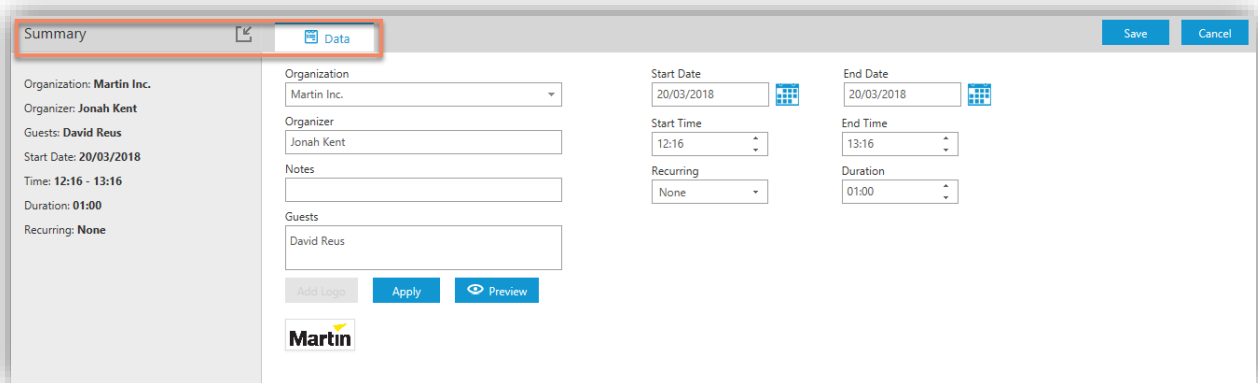 Summary
Data
Save
Cancel
Organization: Martin Inc.
Organizer: Jonah Kent
Guests: David Reus
Start Date: 20/03/2018
Time: 12:16 - 13:16
Duration: 01:00
Recurring: None
Organization
Martin Inc.
Organizer
Jonah Kent
Notes
Guests
David Reus
Add Logo
Apply
Preview
Martin
Start Date
20/03/2018
End Date
20/03/2018
Start Time
12:16
End Time
13:16
Recurring
None
Duration
01:00